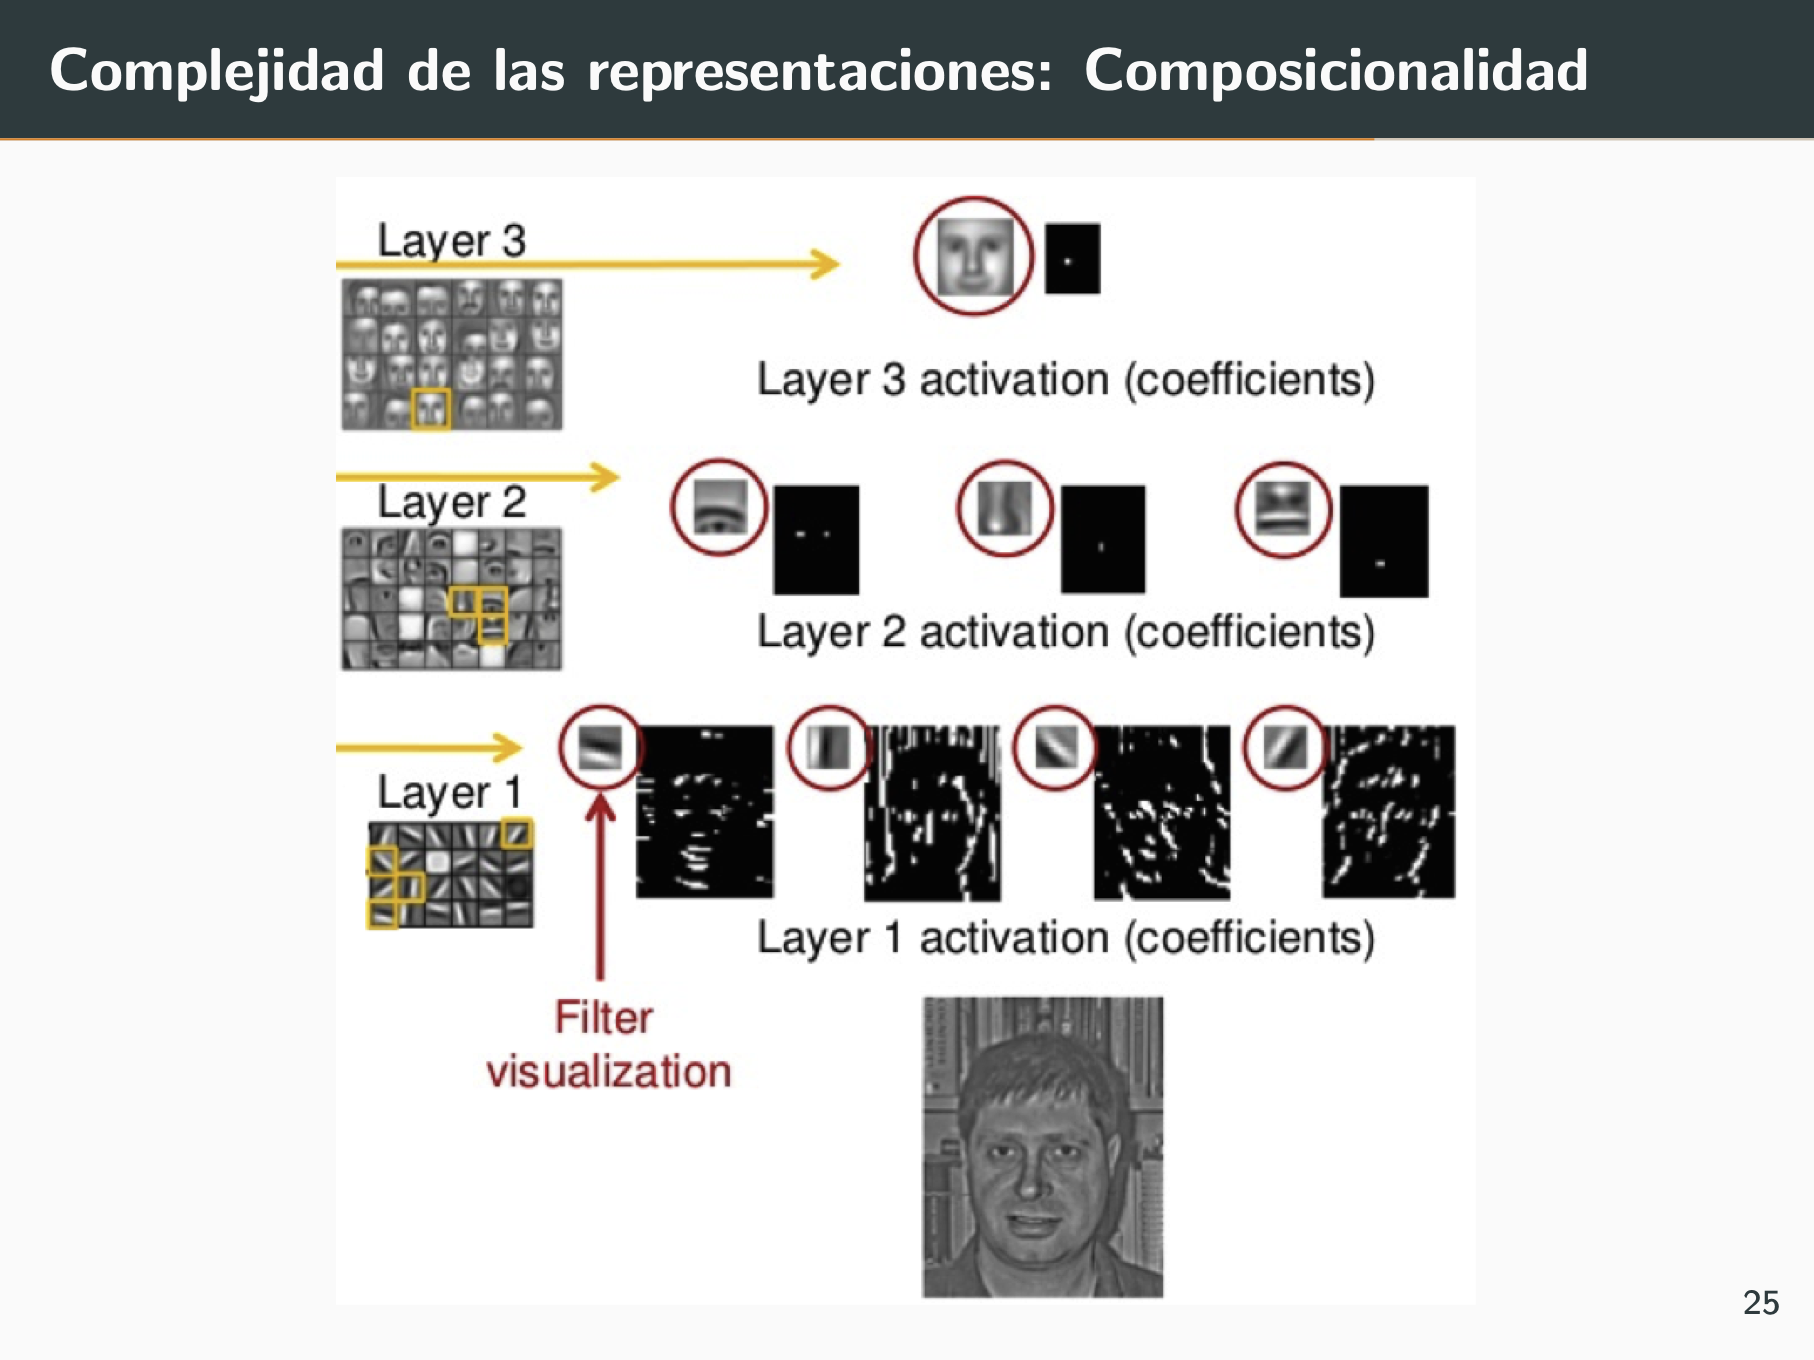 Complejidad de las representaciones: Composicionalidad
Layer 3
Layer 3 activation (coefficients)
Layer 2
Layer 2 activation (coefficients)
Layer 1
Layer 1 activation (coefficients)
Filter
visualization
25